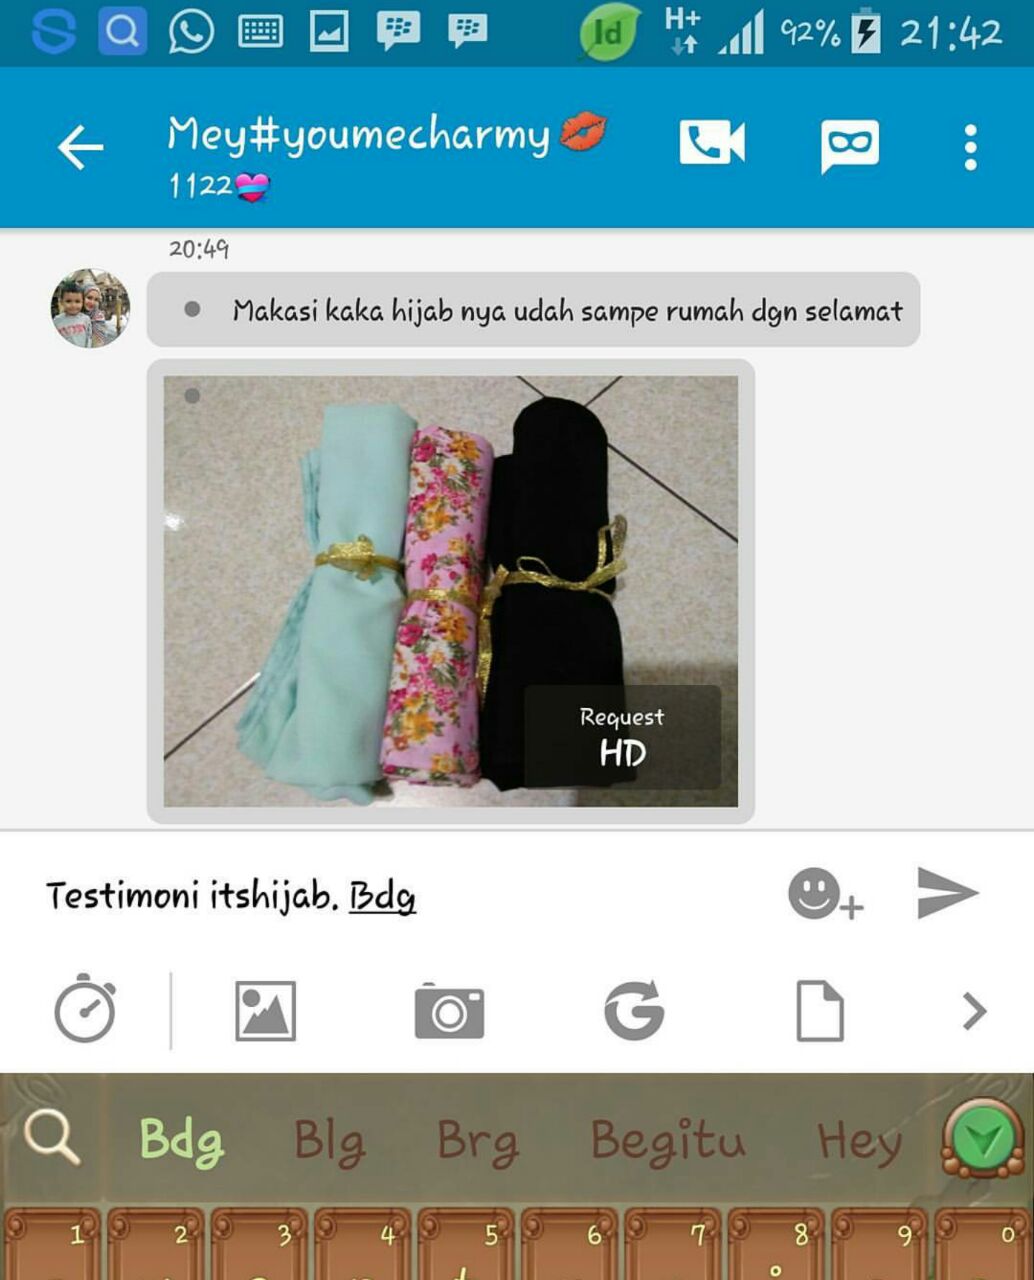 Id H+ 92% 21:42
Mey#youmecharmy💋
1122💝
20:49
Makasi kaka hijab nya udah sampe rumah dgn selamat
Request
HD
Testimoni itshijab. Bdg
Bdg Blg Brg Begitu Hey
1 2 3 4 5 6 7 8 9 0